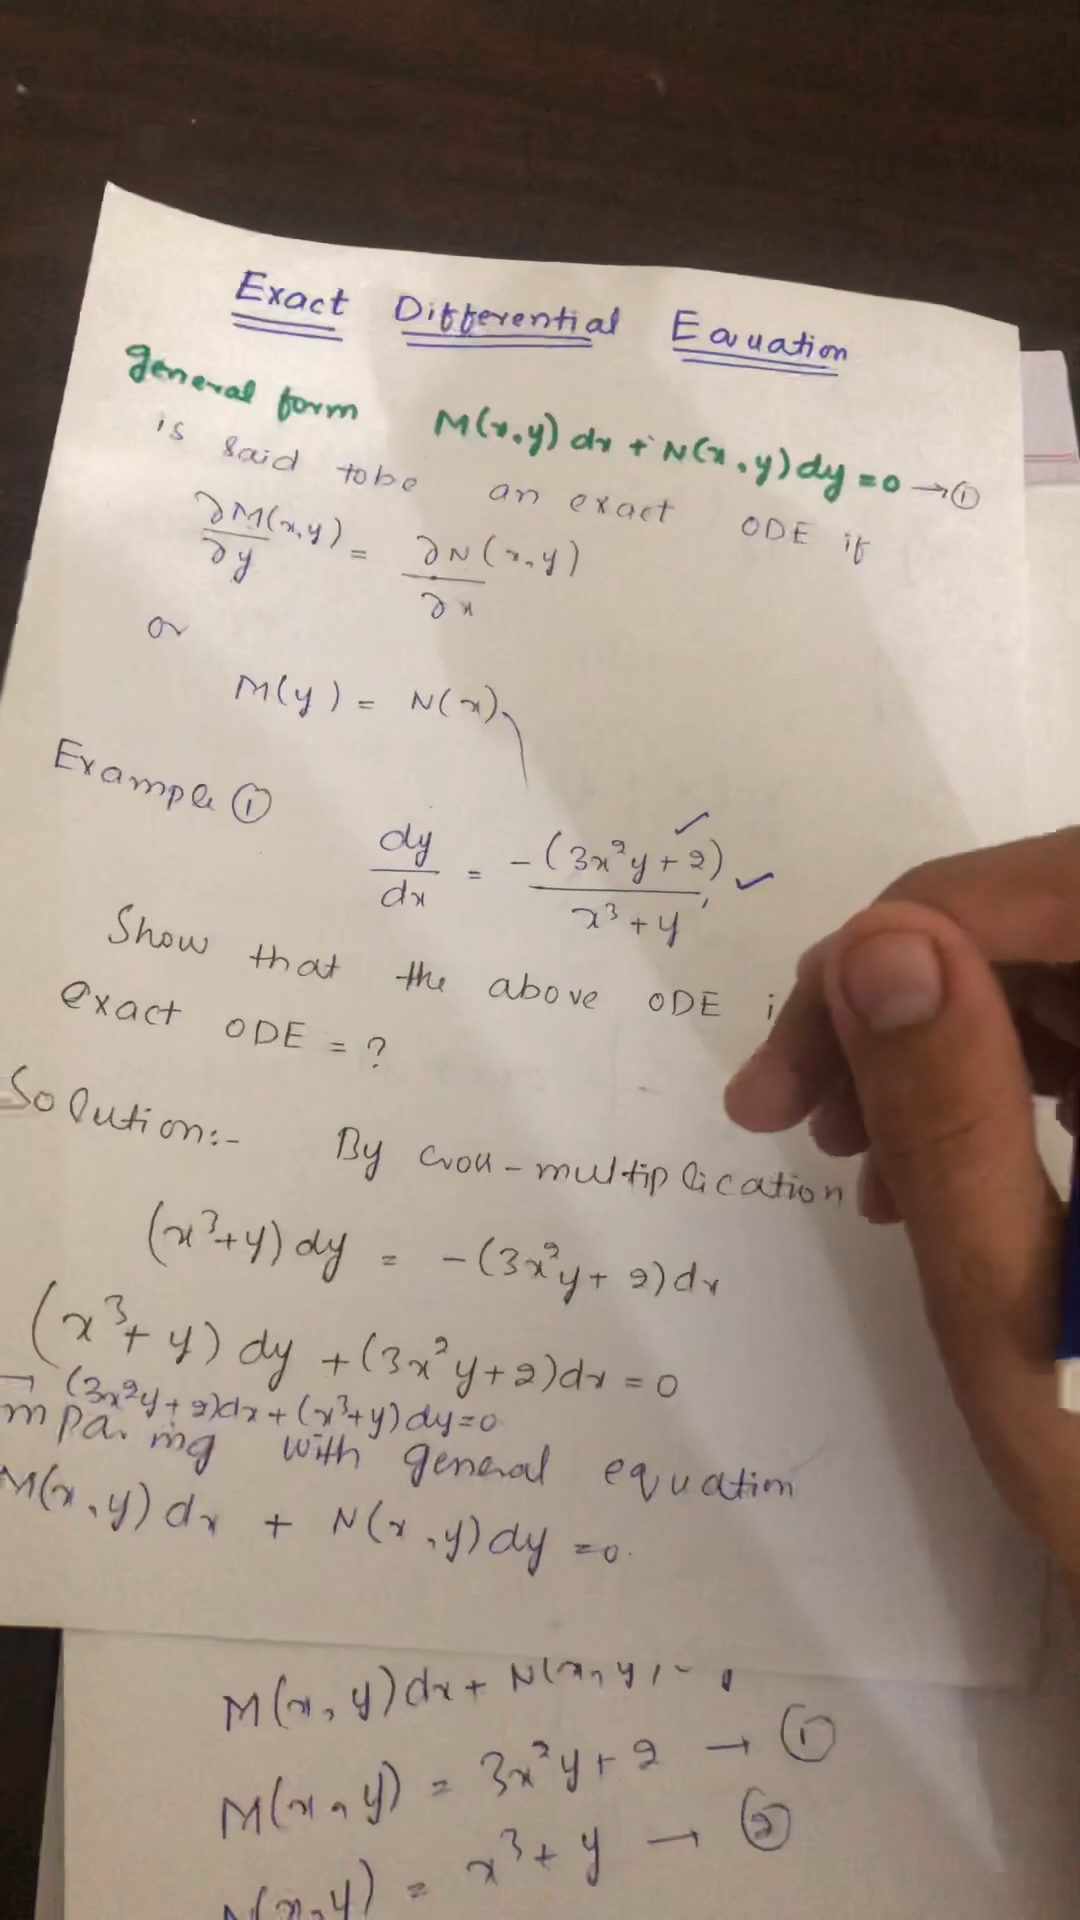 Exact Differential Equation
general form M(x,y) dx + N(x,y) dy = 0 → ①
is said tobe an exact ODE if
∂M(x,y)/∂y = ∂N(x,y)/∂x
or
M(y) = N(x)
Example ①
dy/dx = -(3x²y+2)/x³+y
Show that the above ODE i
exact ODE = ?
Solution:- By cross-multiplication
(x³+y) dy = -(3x²y+2) dx
(x³+y) dy + (3x²y+2) dx = 0
→ (3x²y+2)dx + (x³+y) dy = 0
mparing with general equation
M(x,y) dx + N(x,y) dy = 0.
M(x,y) dx + N(x,y)
M(x,y) = 3x²y+2 → ①
N(x,y) = x³+y → ②